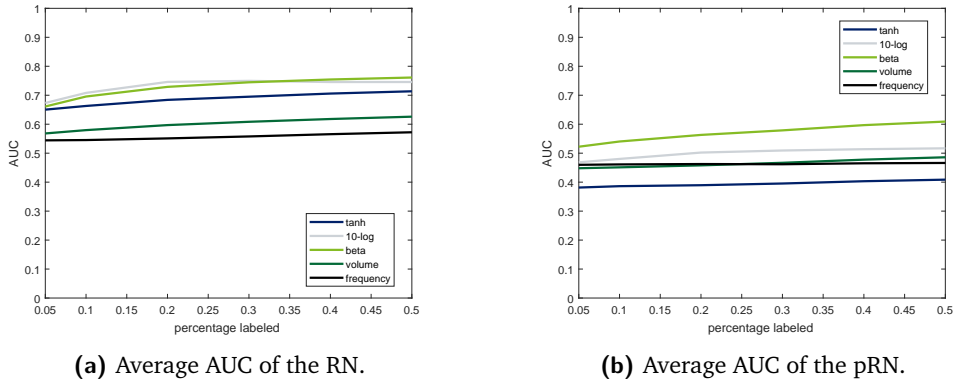 1
0.9
0.8
0.7
0.6
0.5
0.4
0.3
0.2
0.1
0
AUC
0.05 0.1 0.15 0.2 0.25 0.3 0.35 0.4 0.45 0.5
percentage labeled
tanh
10-log
beta
volume
frequency
(a) Average AUC of the RN.
1
0.9
0.8
0.7
0.6
0.5
0.4
0.3
0.2
0.1
0
AUC
0.05 0.1 0.15 0.2 0.25 0.3 0.35 0.4 0.45 0.5
percentage labeled
tanh
10-log
beta
volume
frequency
(b) Average AUC of the pRN.